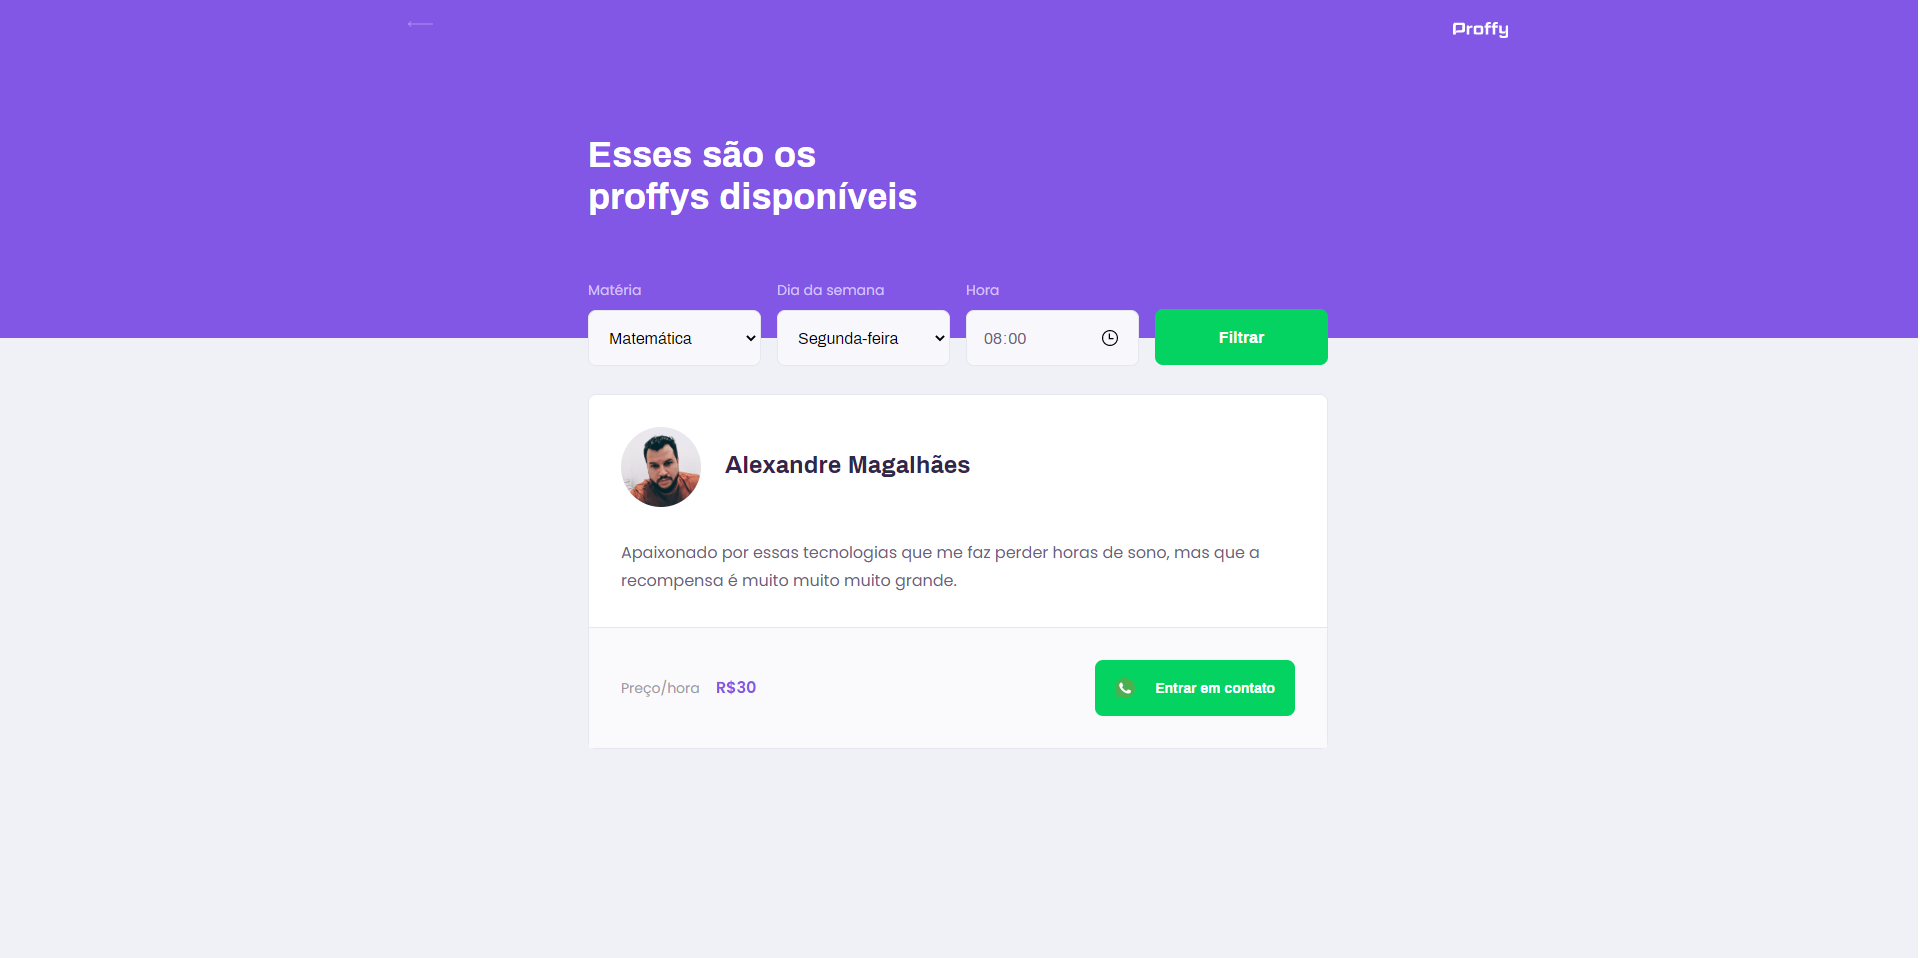 Proffy
Esses são os
proffys disponíveis
Matéria
Dia da semana
Hora
Matemática
Segunda-feira
08:00
Filtrar
Alexandre Magalhães
Apaixonado por essas tecnologias que me faz perder horas de sono, mas que a
recompensa é muito muito muito grande.
Preço/hora R$30
Entrar em contato